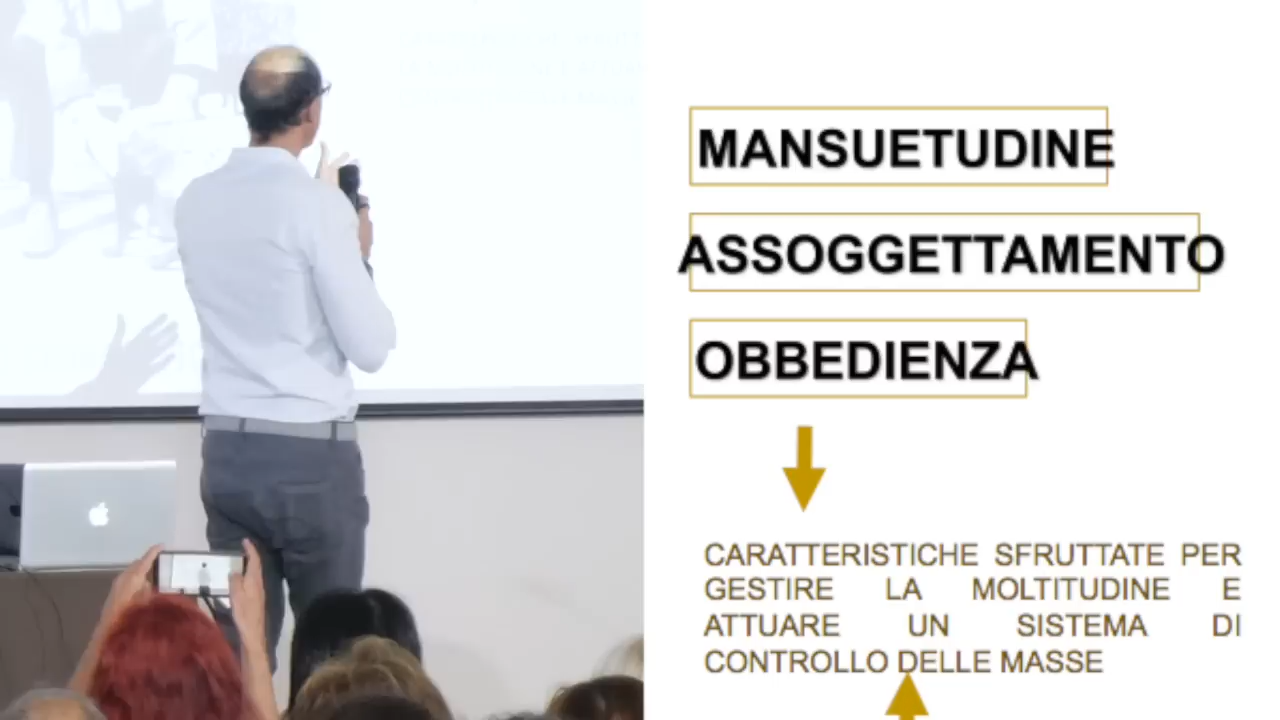 MANSUETUDINE
ASSOGGETTAMENTO
OBBEDIENZA
CARATTERISTICHE SFRUTTATE PER
GESTIRE LA MOLTITUDINE E
ATTUARE UN SISTEMA DI
CONTROLLO DELLE MASSE